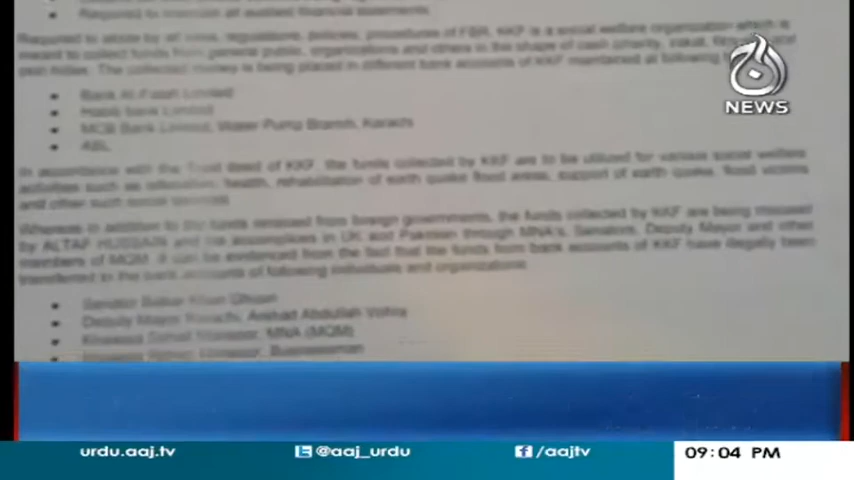 Required to maintain all audited financial statements
Required to abide by all rules, regulations, policies, procedures of FBR. KKF is a social welfare organization which is
meant to collect funds from general public, organizations and others in the shape of cash (charity, zakat,
The collected money is being placed in different bank accounts of KKF maintained at following
NEWS
Bank Al-Falah Limited
Habib bank Limited
MCB Bank Limited, Water Pump Branch, Karachi
ABL
In accordance with the Trust deed of KKF, the funds collected by KKF are to be utilized for various social welfare
activities such as education, health, rehabilitation of earth quake flood areas, support of earth quake, flood victims
and other such social services
Whereas in addition to the funds received from foreign governments, the funds collected by KKF are being misused
by ALTAF HUSSAIN and his accomplices in UK and Pakistan through MNA's, Senators, Deputy Mayor and other
members of MQM. It can be evidenced from the fact that the funds from bank accounts of KKF have illegally been
transferred to the bank accounts of following individuals and organizations
Senator
Deputy Mayor Karachi, Arshad Abdullah Vohra
Khawaja Sohail Mansoor, MNA (MQM)
Mansoor, Businessman
urdu.aaj.tv
@aaj_urdu
/aajtv
09:04 PM